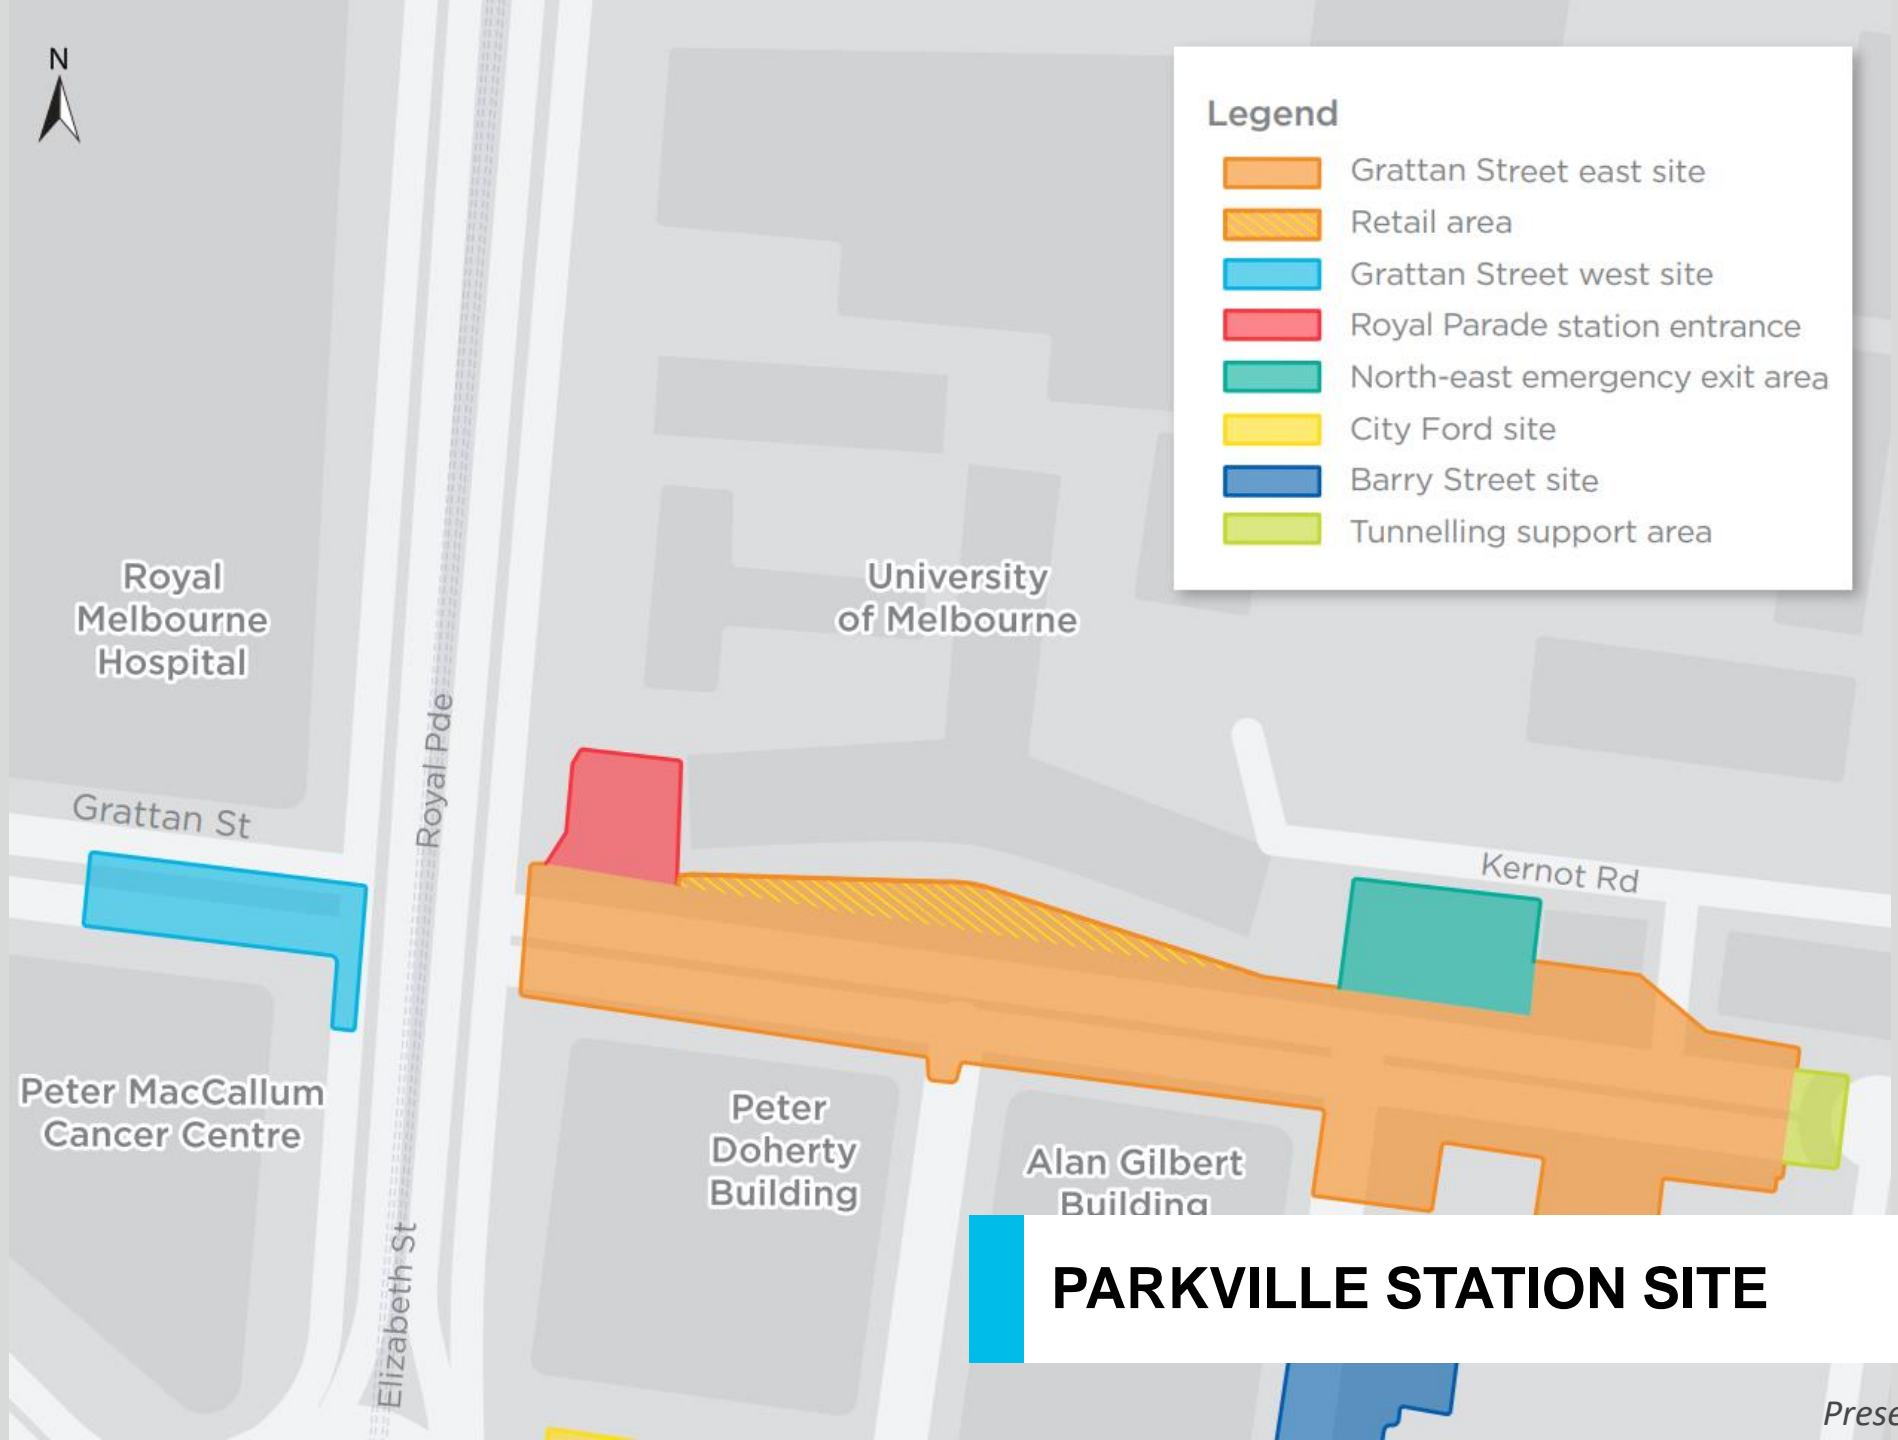 N
Legend
Grattan Street east site
Retail area
Grattan Street west site
Royal Parade station entrance
North-east emergency exit area
City Ford site
Barry Street site
Tunnelling support area
Royal
Melbourne
Hospital
University
of Melbourne
Royal Pde
Grattan St
Kernot Rd
Peter MacCallum
Cancer Centre
Peter
Doherty
Building
Alan Gilbert
Building
Elizabeth St
PARKVILLE STATION SITE
Prese